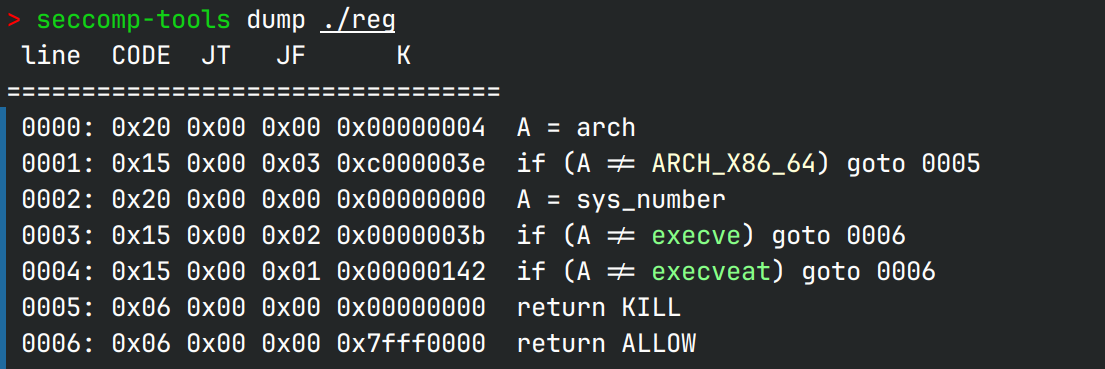 > seccomp-tools dump ./reg
 line  CODE  JT   JF      K
=================================
 0000: 0x20 0x00 0x00 0x00000004  A = arch
 0001: 0x15 0x00 0x03 0xc000003e  if (A != ARCH_X86_64) goto 0005
 0002: 0x20 0x00 0x00 0x00000000  A = sys_number
 0003: 0x15 0x00 0x02 0x0000003b  if (A != execve) goto 0006
 0004: 0x15 0x00 0x01 0x00000142  if (A != execveat) goto 0006
 0005: 0x06 0x00 0x00 0x00000000  return KILL
 0006: 0x06 0x00 0x00 0x7fff0000  return ALLOW